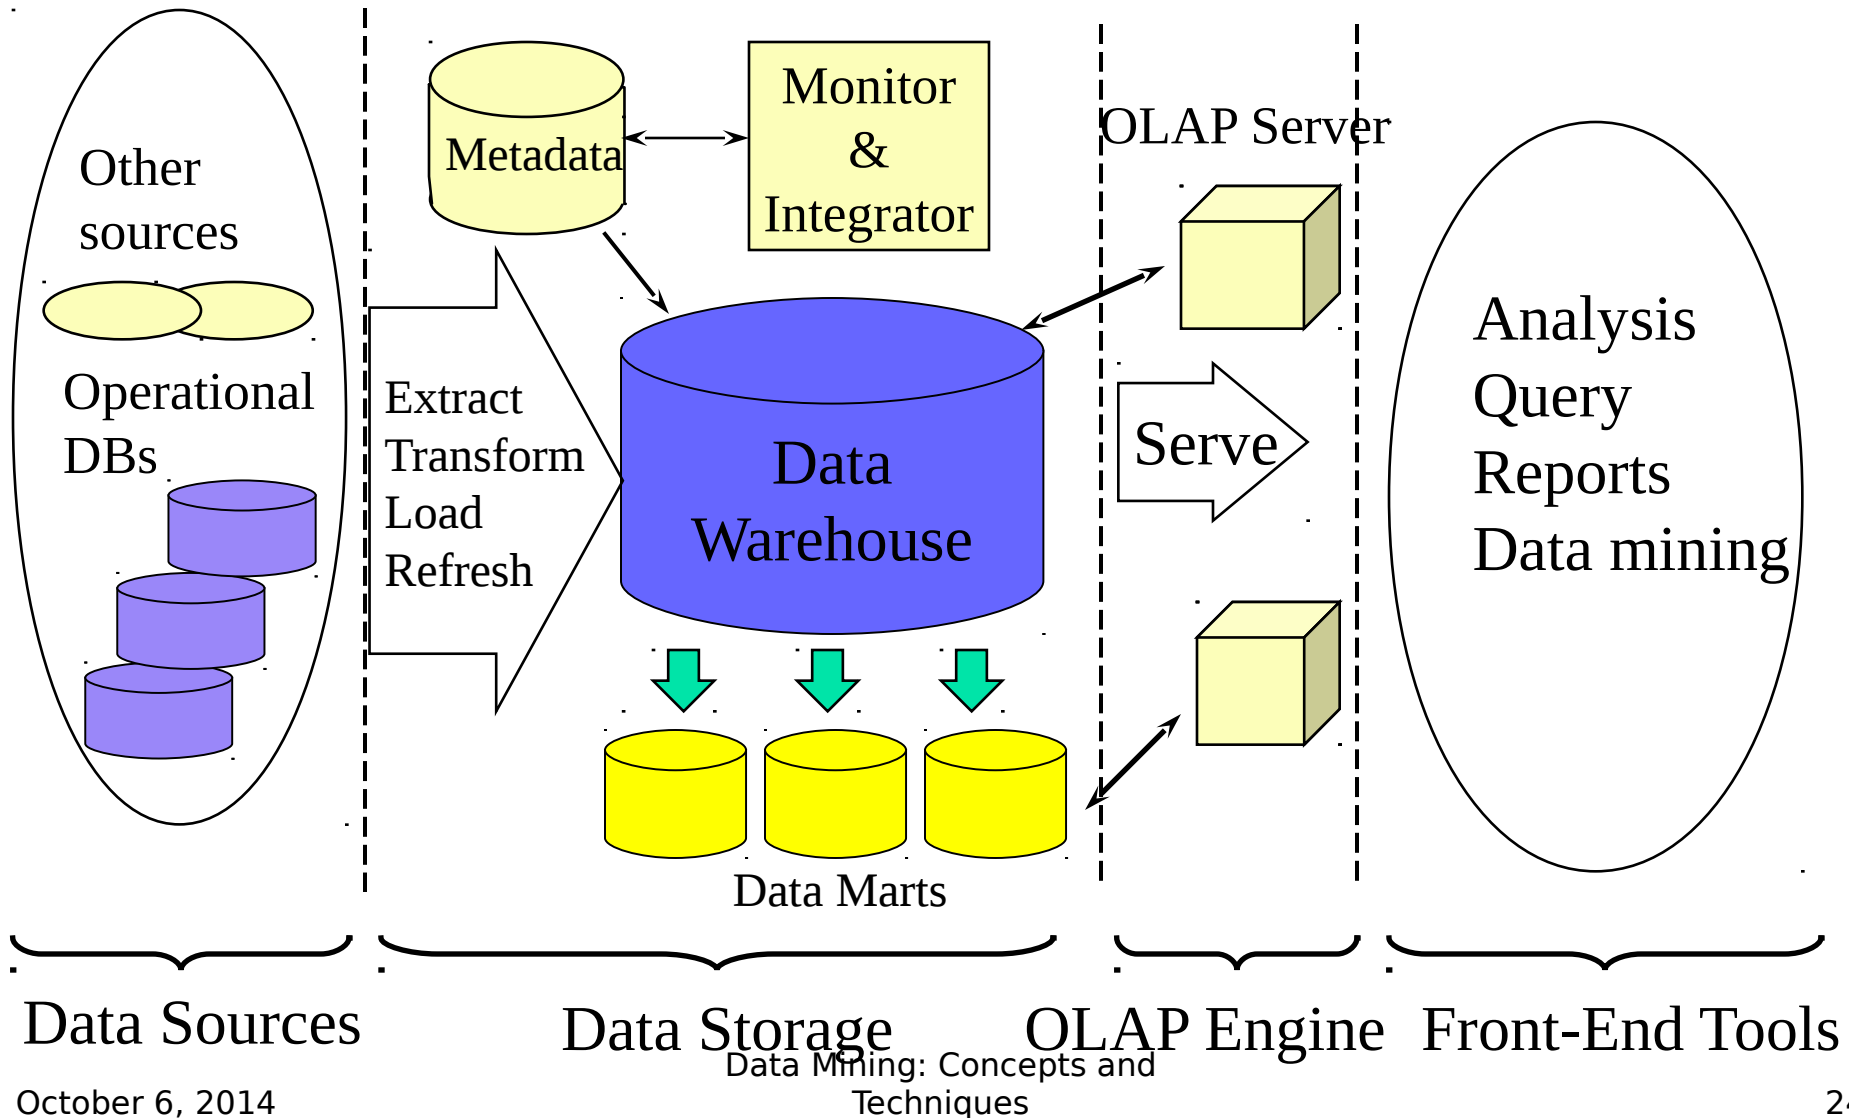 Other
sources
Operational
DBs
Metadata
Monitor
&
Integrator
OLAP Server
Extract
Transform
Load
Refresh
Data
Warehouse
Serve
Analysis
Query
Reports
Data mining
Data Marts
Data Sources
Data Storage
OLAP Engine
Front-End Tools
October 6, 2014
Data Mining: Concepts and
Techniques